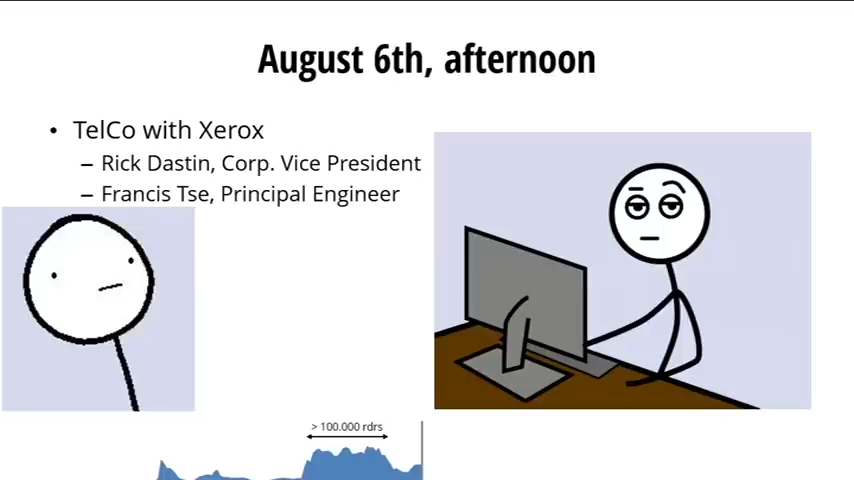 August 6th, afternoon
• TelCo with Xerox
– Rick Dastin, Corp. Vice President
– Francis Tse, Principal Engineer
> 100.000 rdrs